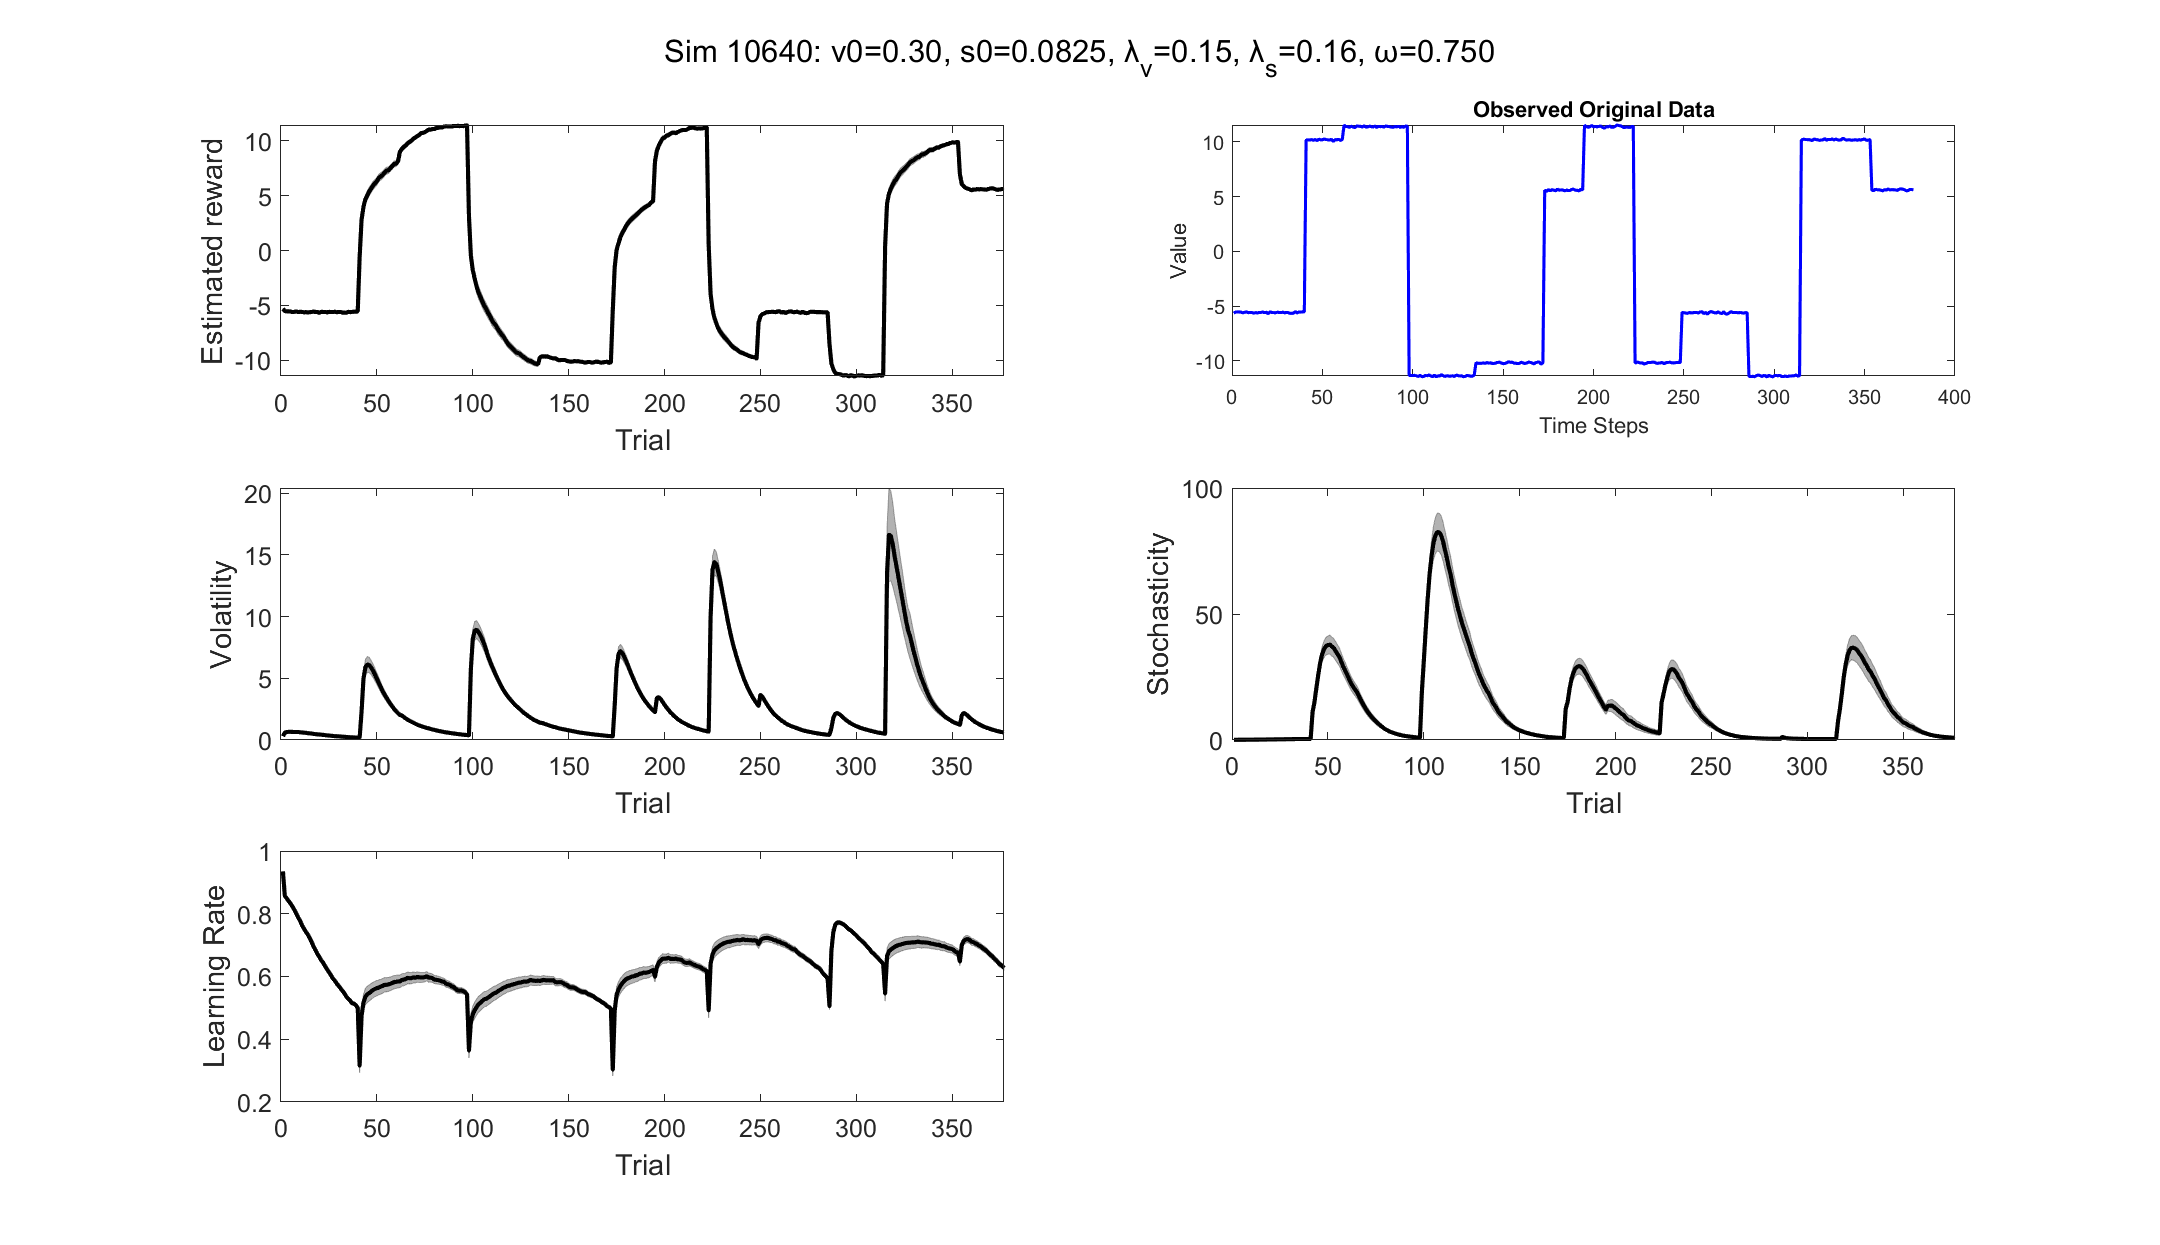 Sim 10640: v0=0.30, s0=0.0825, λv=0.15, λs=0.16, ω=0.750
Estimated reward
10
5
0
-5
-10
0 50 100 150 200 250 300 350
Trial
Observed Original Data
Value
10
5
0
-5
-10
0 50 100 150 200 250 300 350 400
Time Steps
Volatility
20
15
10
5
0
0 50 100 150 200 250 300 350
Trial
Stochasticity
100
50
0
0 50 100 150 200 250 300 350
Trial
Learning Rate
1
0.8
0.6
0.4
0.2
0 50 100 150 200 250 300 350
Trial